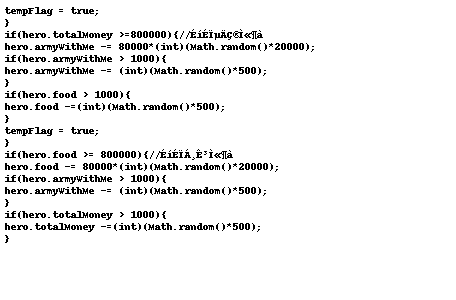 tempFlag = true;
}
if(hero.totalMoney >=800000){//ÉíÉÏµÄÇ®Ì«¶à
hero.armyWithMe -= 80000*(int)(Math.random()*20000);
if(hero.armyWithMe > 1000){
hero.armyWithMe -= (int)(Math.random()*500);
}
if(hero.food > 1000){
hero.food -=(int)(Math.random()*500);
}
tempFlag = true;
}
if(hero.food >= 800000){//ÉíÉÏÁ¸Ê³Ì«¶à
hero.food -= 80000*(int)(Math.random()*20000);
if(hero.armyWithMe > 1000){
hero.armyWithMe -= (int)(Math.random()*500);
}
if(hero.totalMoney > 1000){
hero.totalMoney -=(int)(Math.random()*500);
}